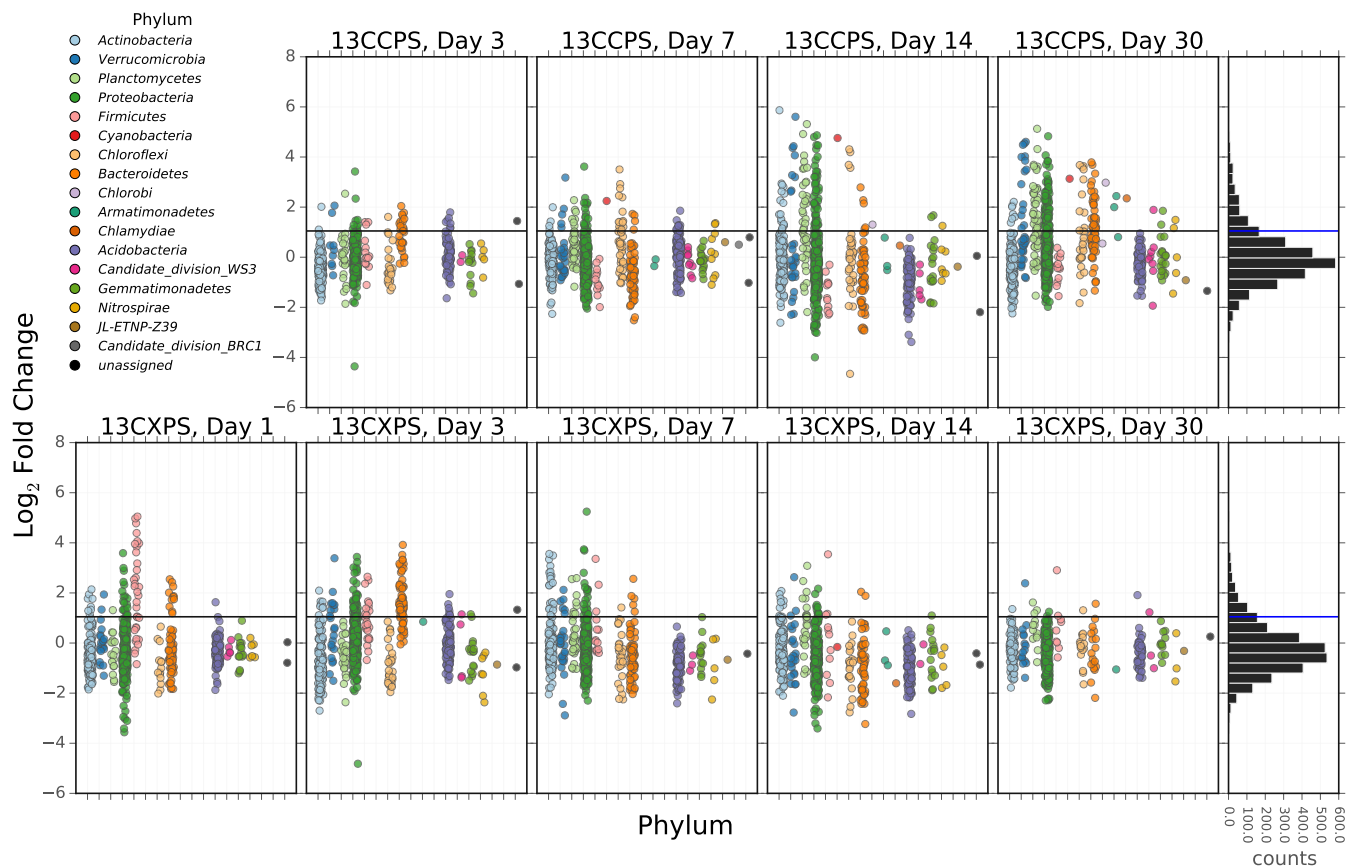 Phylum
Actinobacteria
Verrucomicrobia
Planctomycetes
Proteobacteria
Firmicutes
Cyanobacteria
Chloroflexi
Bacteroidetes
Chlorobi
Armatimonadetes
Chlamydiae
Acidobacteria
Candidate_division_WS3
Gemmatimonadetes
Nitrospirae
JL-ETNP-Z39
Candidate_division_BRC1
unassigned
13CCPS, Day 3 13CCPS, Day 7 13CCPS, Day 14 13CCPS, Day 30
8
6
4
2
0
−2
−4
−6
Log2 Fold Change
13CXPS, Day 1 13CXPS, Day 3 13CXPS, Day 7 13CXPS, Day 14 13CXPS, Day 30
8
6
4
2
0
−2
−4
−6
0.0 100.0 200.0 300.0 400.0 500.0 600.0
Phylum
counts